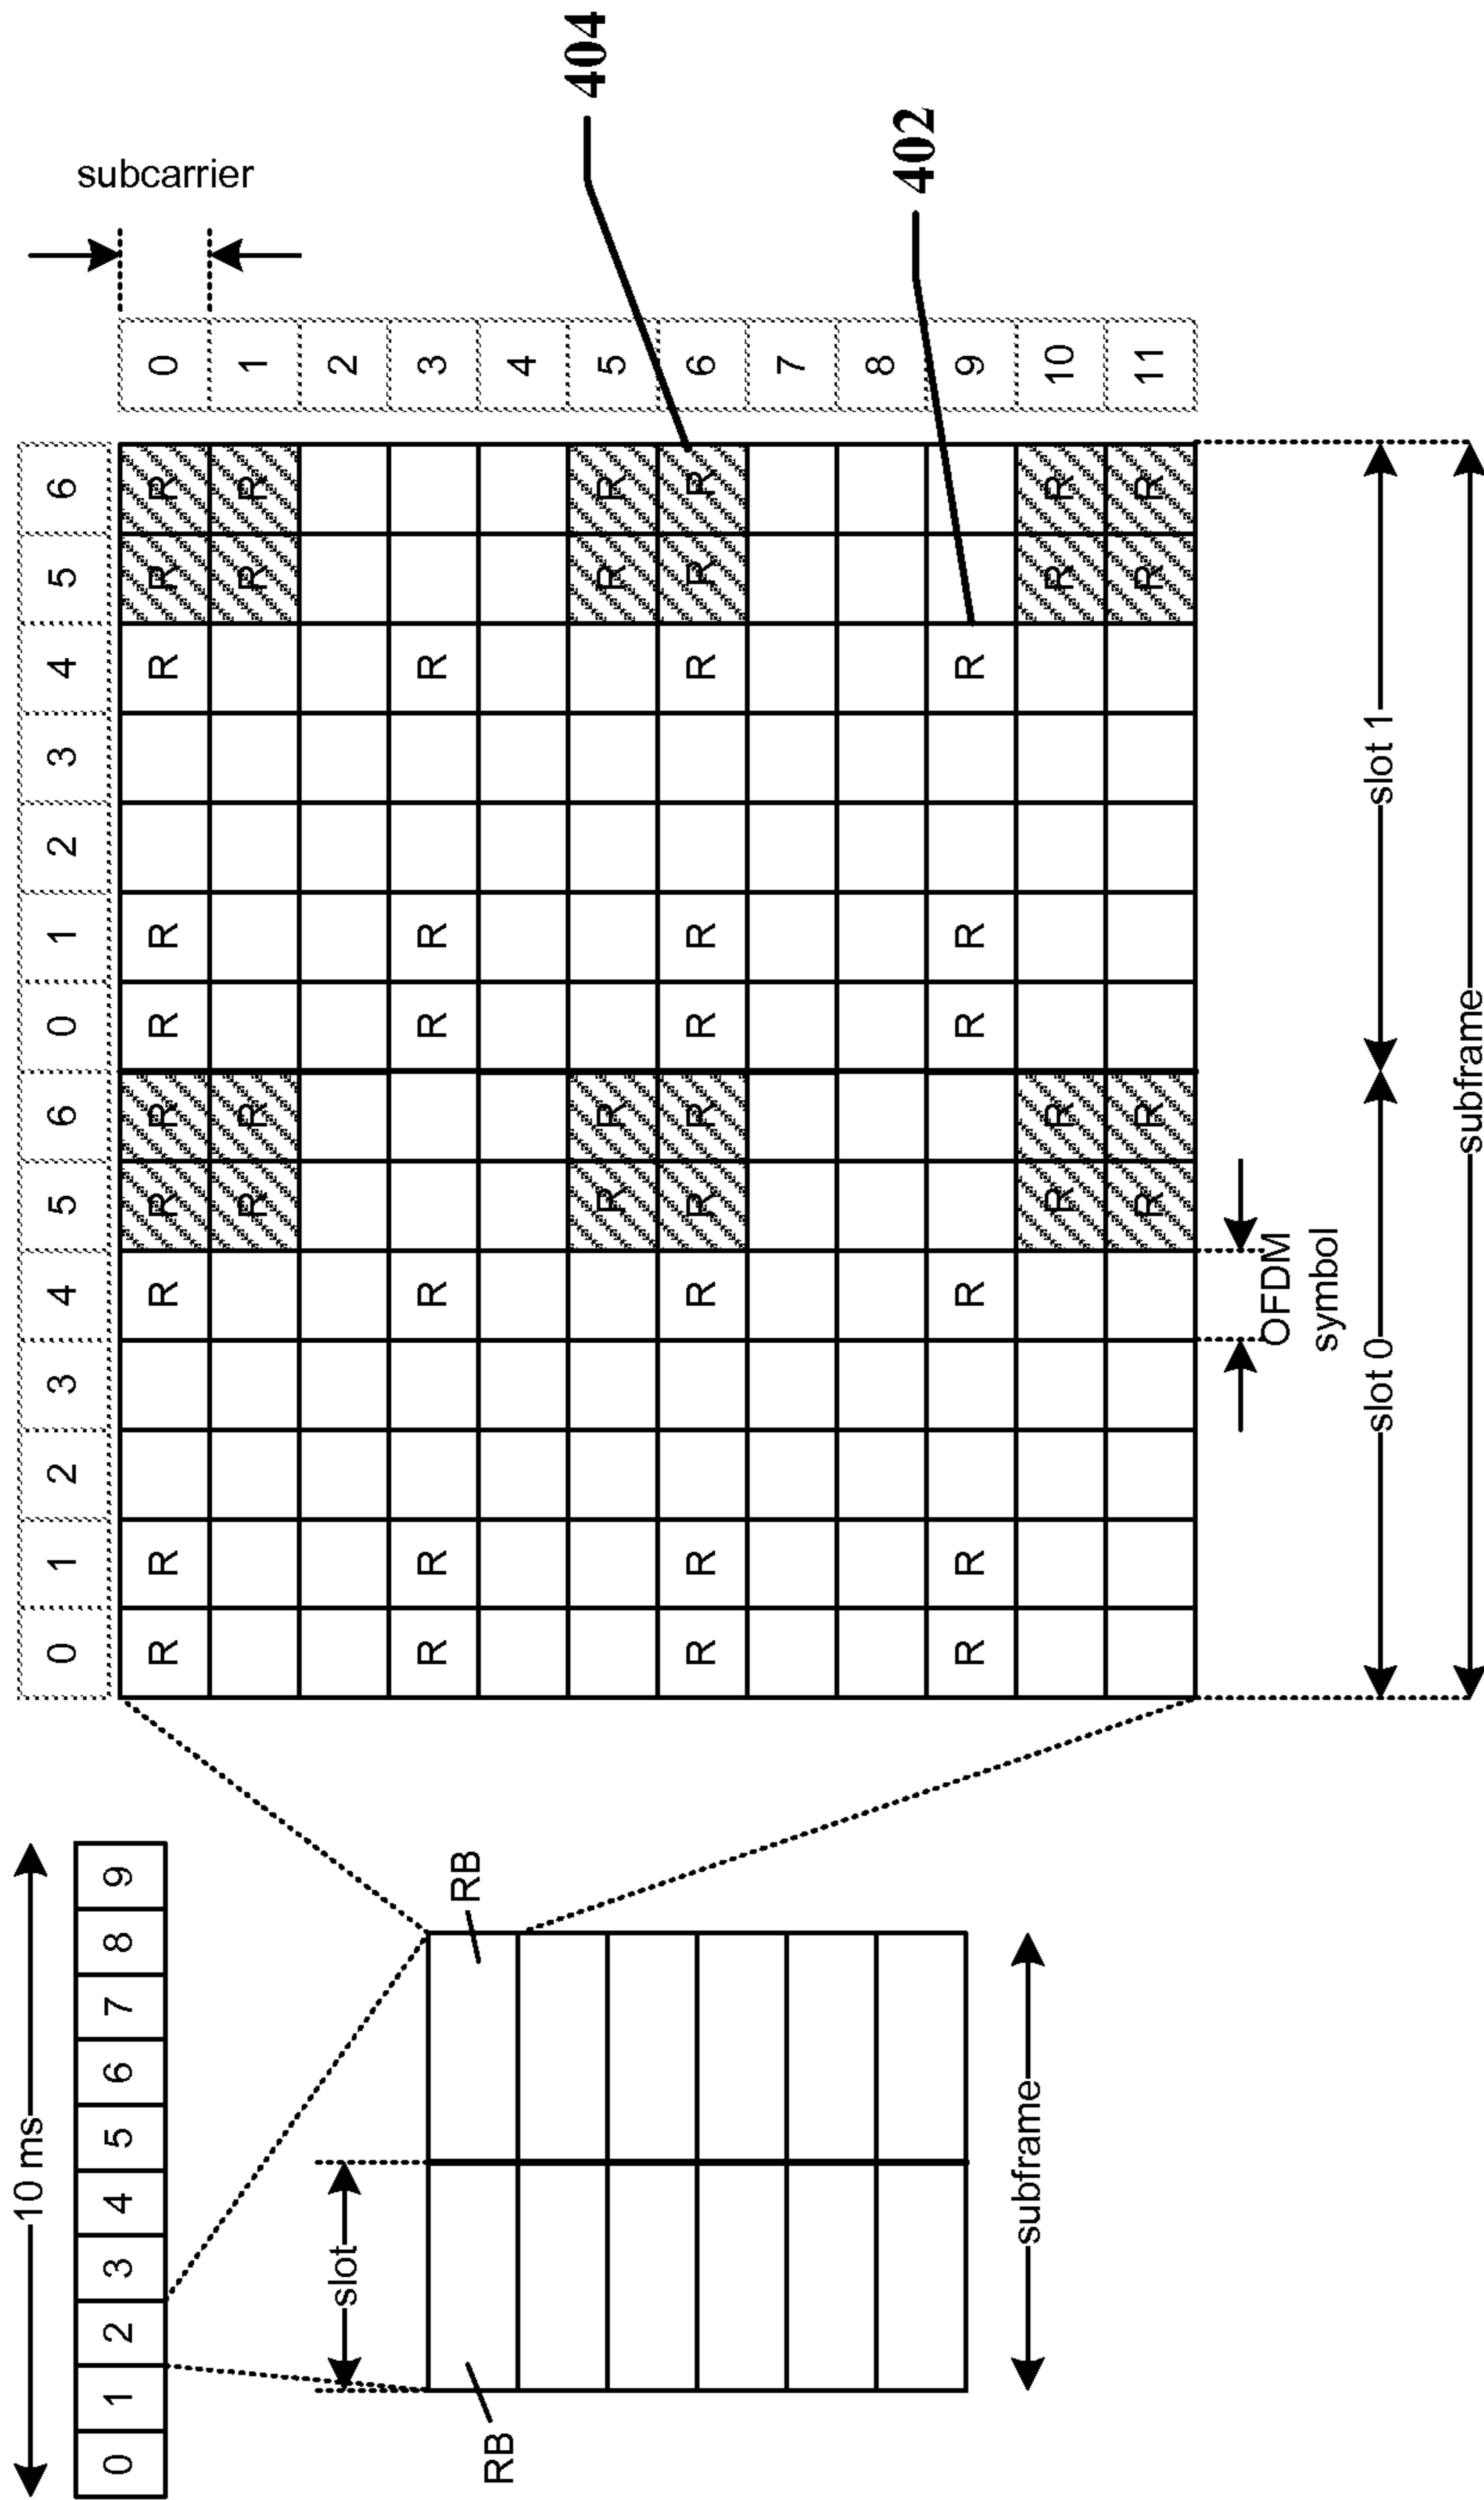 10 ms
0 1 2 3 4 5 6 7 8 9
slot
RB
RB
subframe
0 1 2 3 4 5 6 0 1 2 3 4 5 6
subcarrier
R R R R R R R R R R 0
R R R R 1
2
R R R R R R 3
4
R R R R 5
R R R R R R R R R R 6
7
8
R R R R R R 9
R R R R 10
R R R R 11
404
402
OFDM
symbol
slot 0
slot 1
subframe